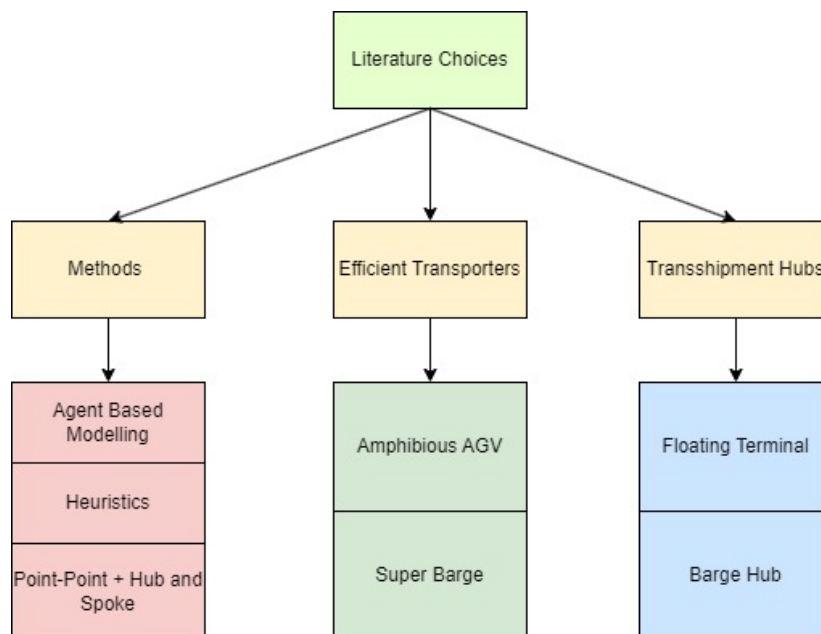 Literature Choices
Methods
Efficient Transporters
Transshipment Hubs
Agent Based
Modelling
Heuristics
Point-Point + Hub and
Spoke
Amphibious AGV
Super Barge
Floating Terminal
Barge Hub